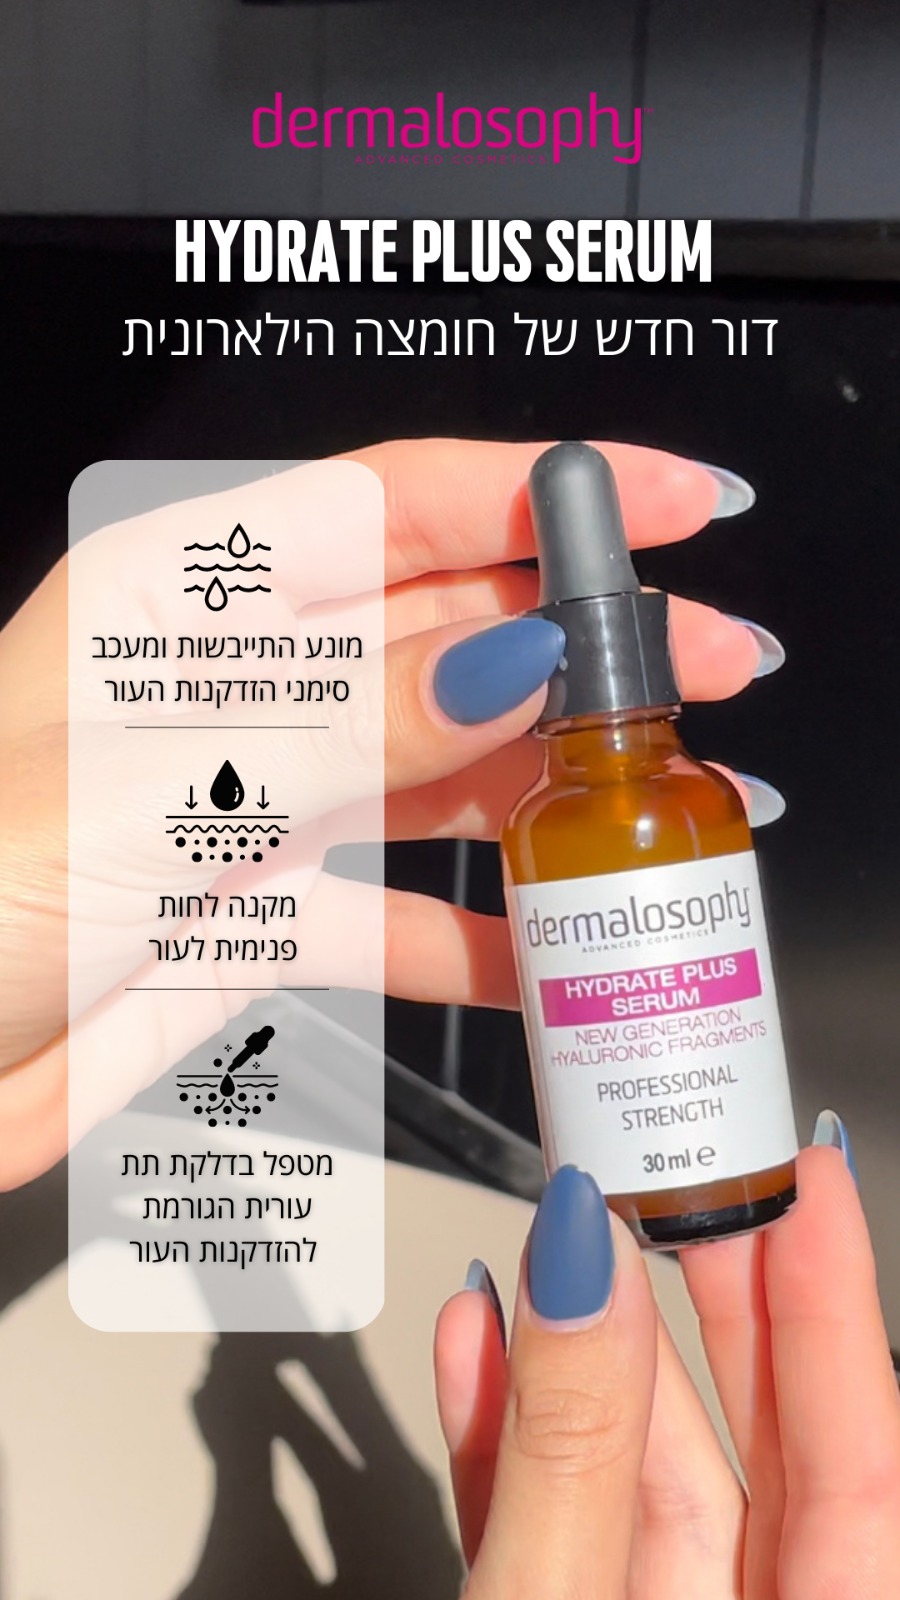 dermalosophy
ADVANCED COSMETICS
HYDRATE PLUS SERUM
דור חדש של חומצה הילארונית
מונע התייבשות ומעכב
סימני הזדקנות העור
מקנה לחות
פנימית לעור
מטפל בדלקת תת
עורית הגורמת
להזדקנות העור
dermalosophy
ADVANCED COSMETICS
HYDRATE PLUS
SERUM
NEW GENERATION
HYALURONIC FRAGMENTS
PROFESSIONAL
STRENGTH
30 ml ℮